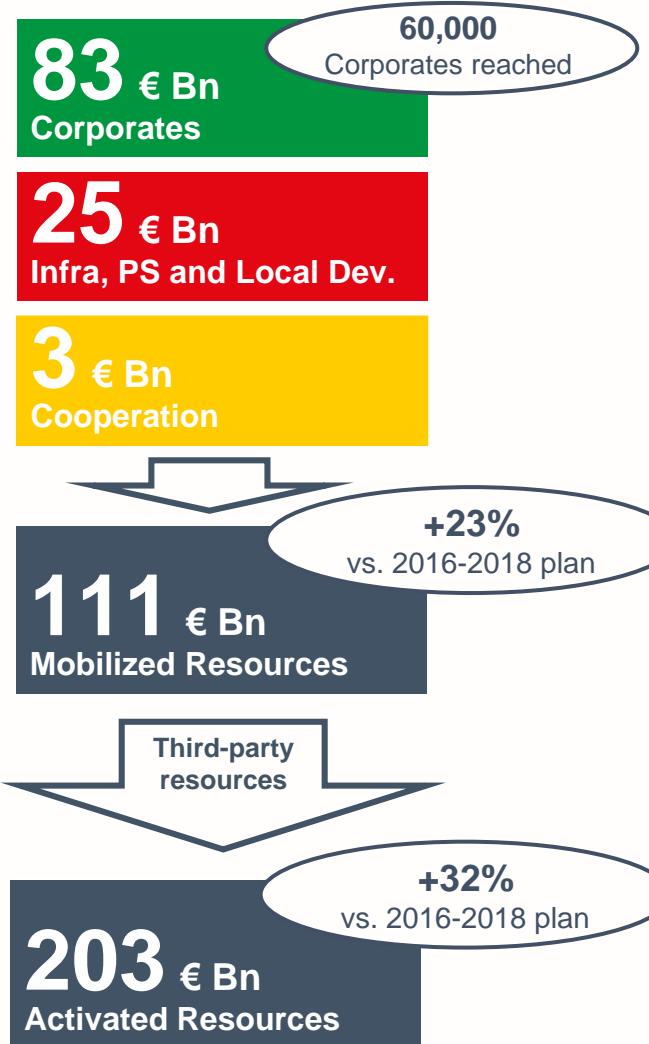 60,000
Corporates reached
83 € Bn
Corporates
25 € Bn
Infra, PS and Local Dev.
3 € Bn
Cooperation
+23%
vs. 2016-2018 plan
111 € Bn
Mobilized Resources
Third-party
resources
+32%
vs. 2016-2018 plan
203 € Bn
Activated Resources